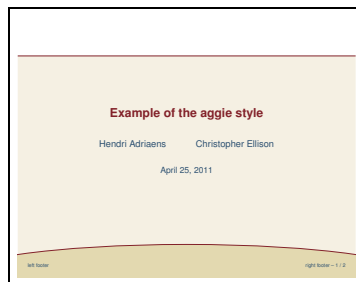 Example of the aggie style
Hendri Adriaens Christopher Ellison
April 25, 2011
left footer right footer – 1 / 2